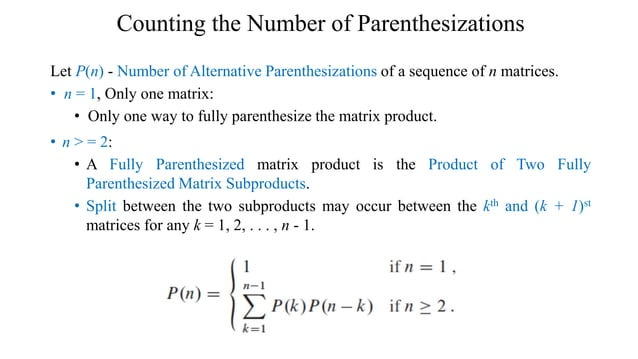 Counting the Number of Parenthesizations
Let P(n) - Number of Alternative Parenthesizations of a sequence of n matrices.
• n = 1, Only one matrix:
• Only one way to fully parenthesize the matrix product.
• n > = 2:
• A Fully Parenthesized matrix product is the Product of Two Fully
Parenthesized Matrix Subproducts.
• Split between the two subproducts may occur between the kth and (k + 1)st
matrices for any k = 1, 2, . . . , n - 1.
P(n) = { 1 if n = 1 ,
∑_{k=1}^{n−1} P(k)P(n − k) if n ≥ 2 .